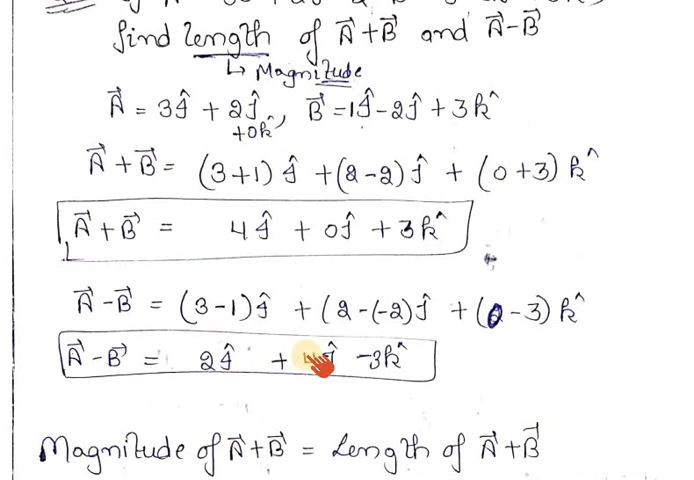 find length of A⃗+B⃗ and A⃗-B⃗
↳ Magnitude
A⃗ = 3î + 2ĵ +0k̂, B⃗ = 1î - 2ĵ + 3k̂
A⃗ + B⃗ = (3+1) î + (2-2) ĵ + (0+3) k̂
A⃗ + B⃗ = 4î + 0ĵ + 3k̂
A⃗ - B⃗ = (3-1) î + (2-(-2) ĵ + (0-3) k̂
A⃗ - B⃗ = 2î + 4ĵ -3k̂
Magnitude of A⃗+B⃗ = Length of A⃗+B⃗